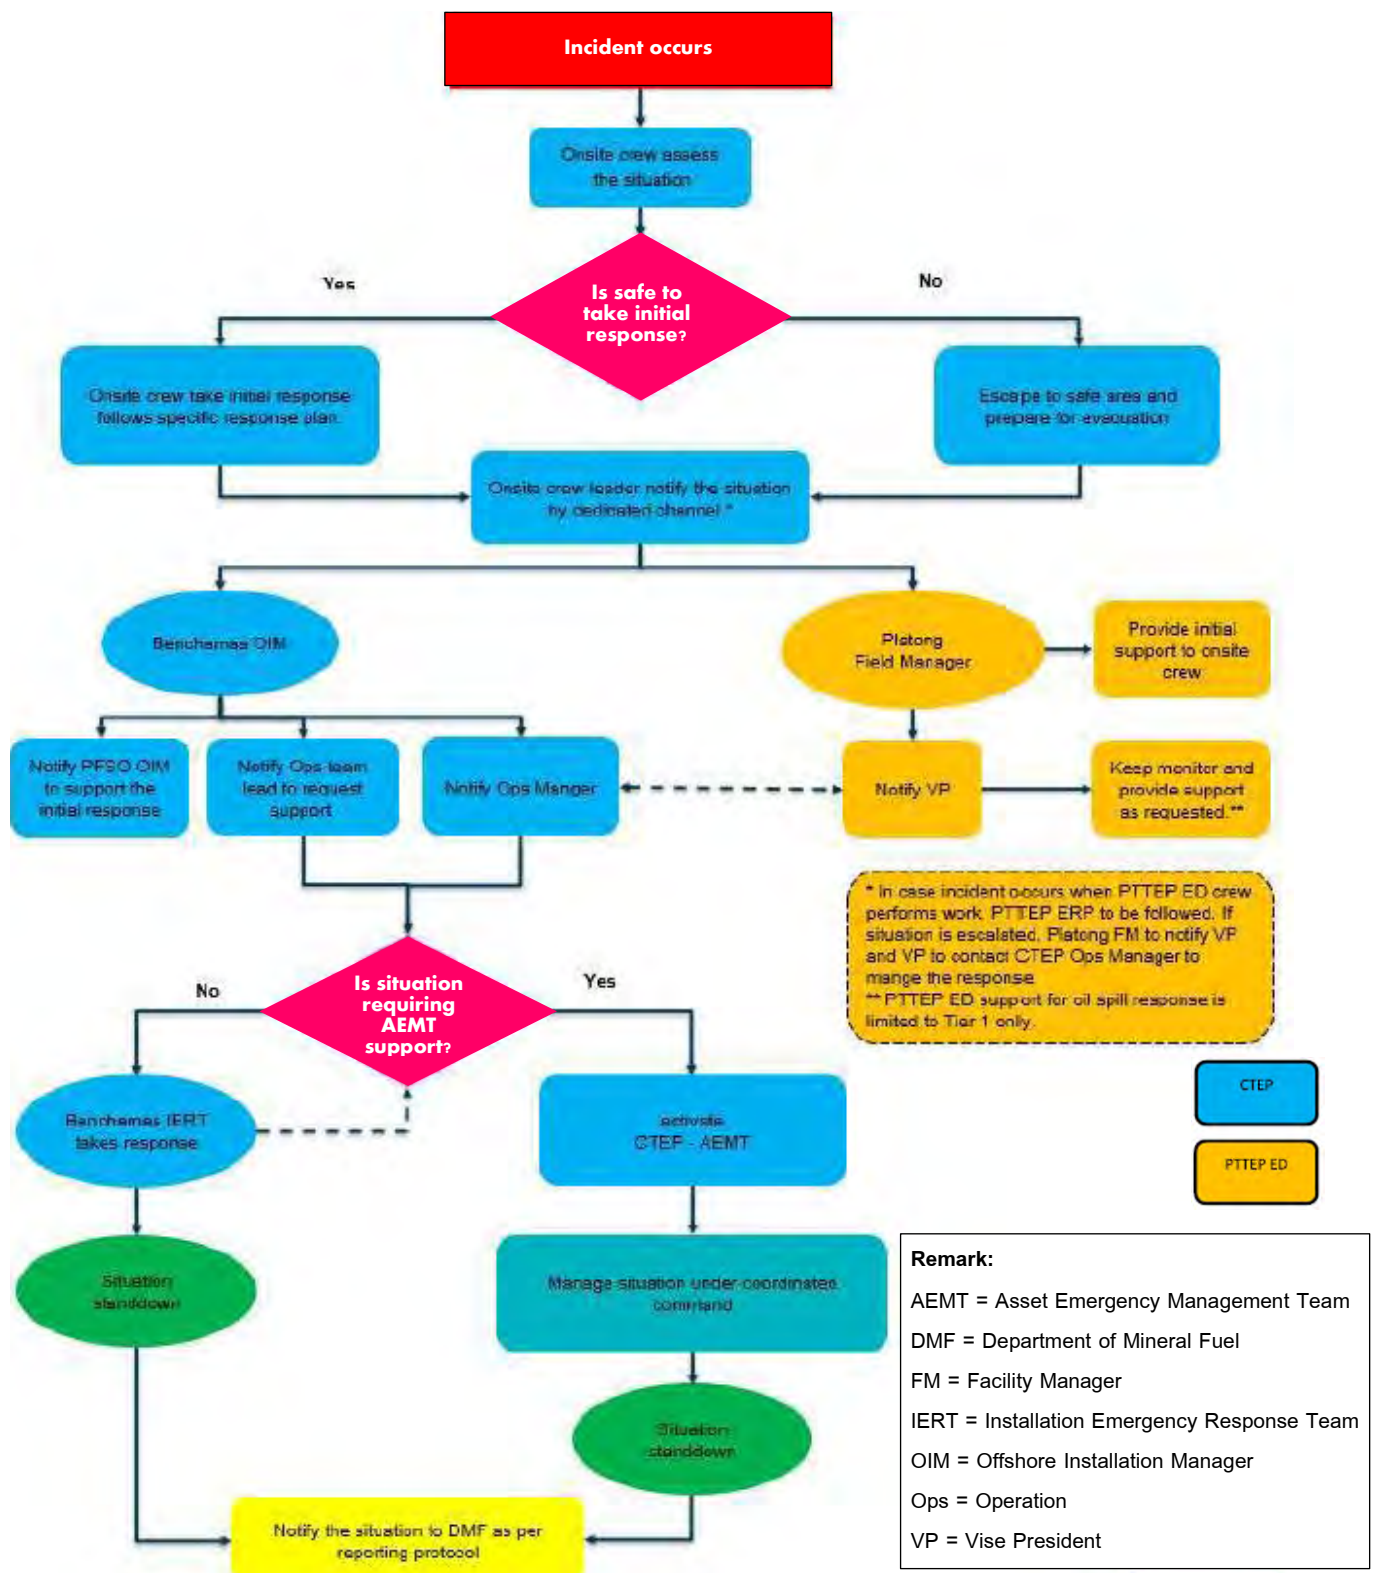 Incident occurs
Onsite crew assess
the situation
Yes
Is safe to
take initial
response?
No
Onsite crew take initial response
follows specific response plan.
Escape to safe area and
prepare for evacuation
Onsite crew leader notify the situation
by dedicated channel *
Benchamas OIM
Platong
Field Manager
Provide initial
support to onsite
crew
Notify PFSO OIM
to support the
initial response
Notify Ops team
lead to request
support
Notify Ops Manger
Notify VP
Keep monitor and
provide support
as requested.**
* In case incident occurs when PTTEP ED crew
performs work, PTTEP ERP to be followed. If
situation is escalated, Platong FM to notify VP
and VP to contact CTEP Ops Manager to
mange the response
** PTTEP ED support for oil spill response is
limited to Tier 1 only.
No
Is situation
requiring
AEMT
support?
Yes
Banchamas IERT
takes response
activate
CTEP - AEMT
CTEP
PTTEP ED
Situation
standdown
Manage situation under coordinated
command
Situation
standdown
Notify the situation to DMF as per
reporting protocol
Remark:
AEMT = Asset Emergency Management Team
DMF = Department of Mineral Fuel
FM = Facility Manager
IERT = Installation Emergency Response Team
OIM = Offshore Installation Manager
Ops = Operation
VP = Vise President